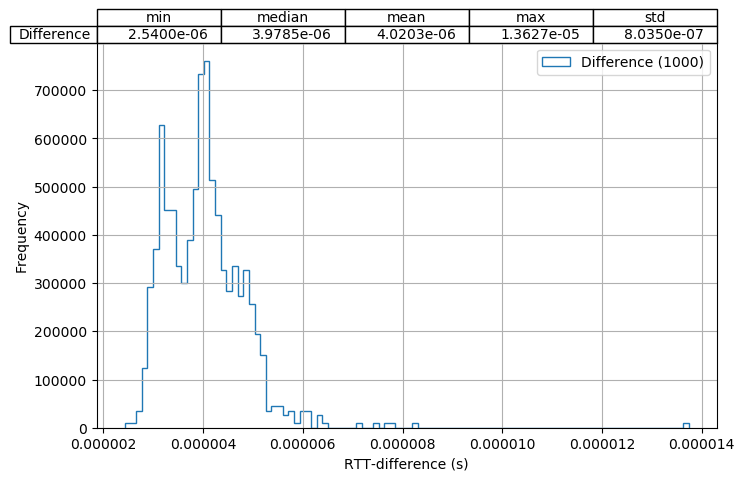 min median mean max std
Difference 2.5400e-06 3.9785e-06 4.0203e-06 1.3627e-05 8.0350e-07
Difference (1000)
700000
600000
500000
400000
300000
200000
100000
0
Frequency
0.000002 0.000004 0.000006 0.000008 0.000010 0.000012 0.000014
RTT-difference (s)